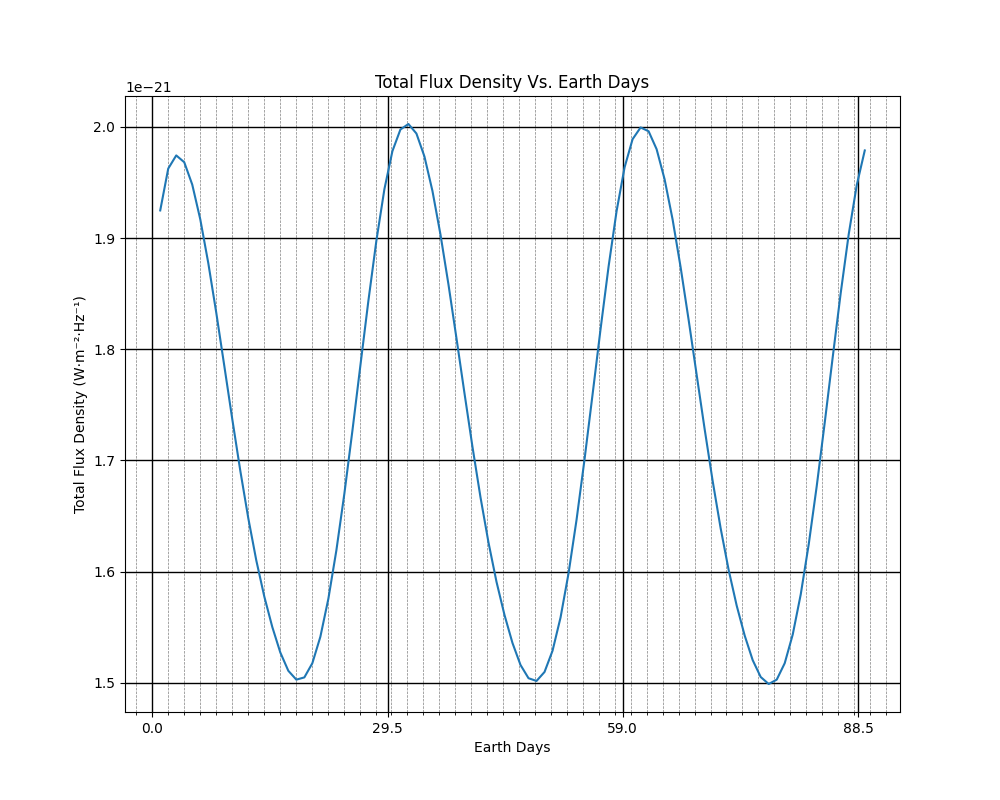 Total Flux Density Vs. Earth Days
1e−21
2.0
1.9
1.8
1.7
1.6
1.5
Total Flux Density (W·m⁻²·Hz⁻¹)
0.0 29.5 59.0 88.5
Earth Days